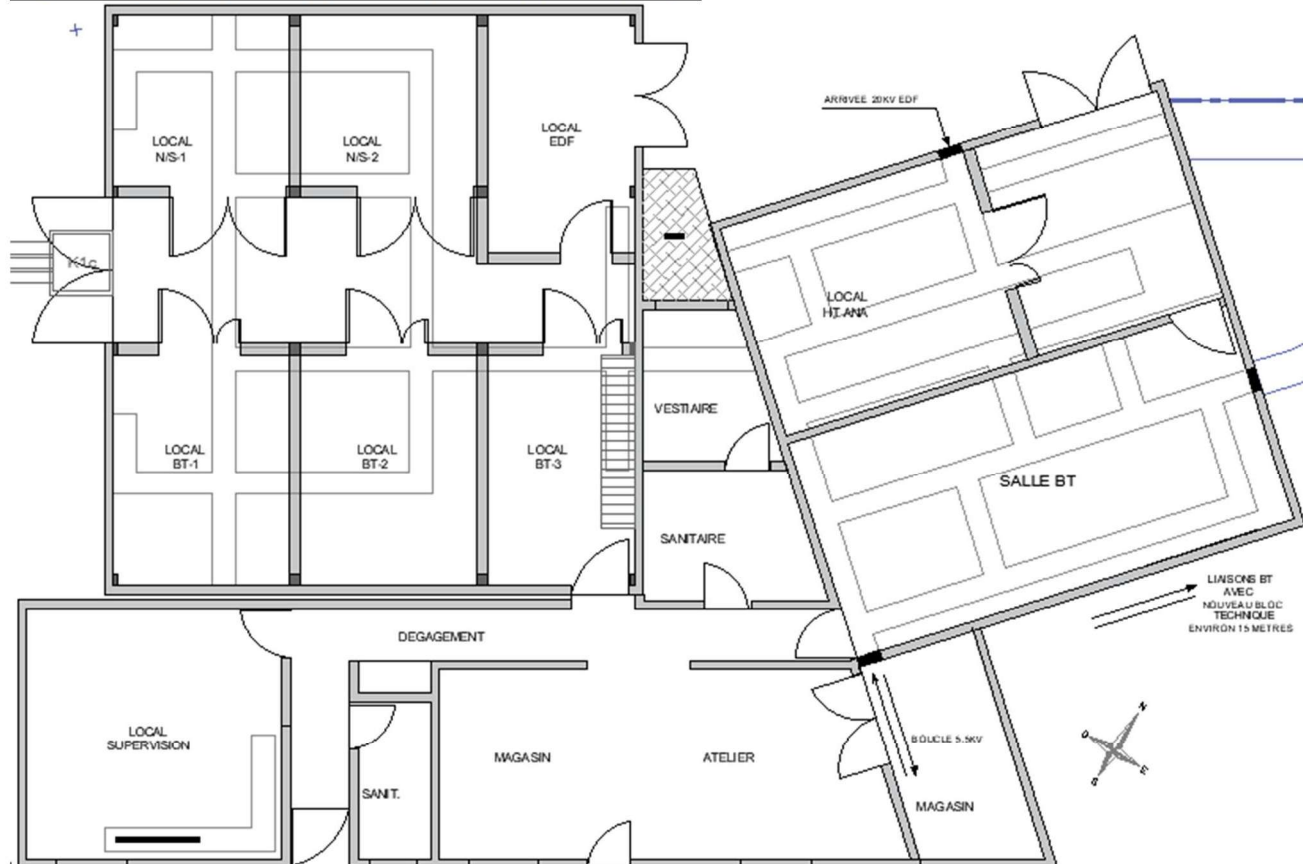 ARRIVEE 20KV EDF
LOCAL
N/S-1
LOCAL
N/S-2
LOCAL
EDF
K1c
LOCAL
HT-ANA
VESTIAIRE
LOCAL
BT-1
LOCAL
BT-2
LOCAL
BT-3
SALLE BT
SANITAIRE
LIAISONS BT
AVEC
NOUVEAU BLOC
TECHNIQUE
ENVIRON 15 METRES
DEGAGEMENT
LOCAL
SUPERVISION
MAGASIN
ATELIER
BOUCLE 5.5KV
SANIT.
MAGASIN
N
O
E
S